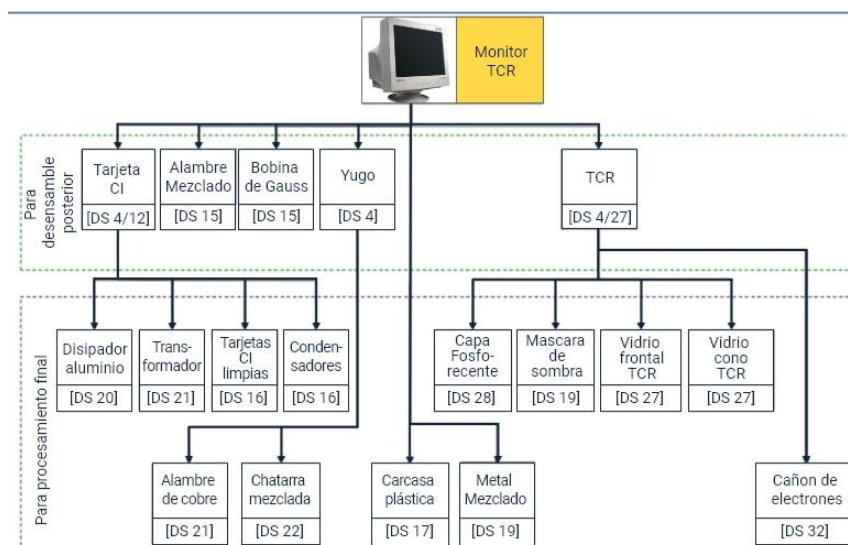 Monitor
TCR
Para
desensamble
posterior
Tarjeta
CI
[DS 4/12]
Alambre
Mezclado
[DS 15]
Bobina
de Gauss
[DS 15]
Yugo
[DS 4]
TCR
[DS 4/27]
Para procesamiento final
Disipador
aluminio
[DS 20]
Trans-
formador
[DS 21]
Tarjetas
CI
limpias
[DS 16]
Conden-
sadores
[DS 16]
Capa
Fosfo-
recente
[DS 28]
Mascara
de
sombra
[DS 19]
Vidrio
frontal
TCR
[DS 27]
Vidrio
cono
TCR
[DS 27]
Alambre
de cobre
[DS 21]
Chatarra
mezclada
[DS 22]
Carcasa
plástica
[DS 17]
Metal
Mezclado
[DS 19]
Cañon de
electrones
[DS 32]